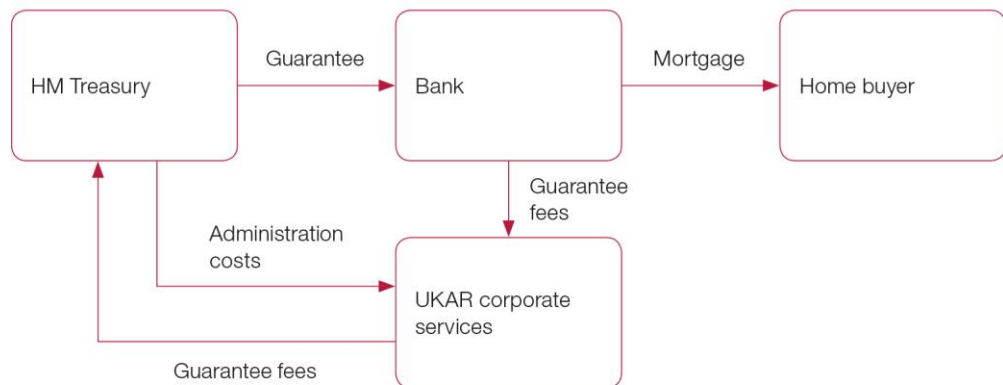 Guarantee
Mortgage
HM Treasury
Bank
Home buyer
Guarantee
fees
Administration
costs
UKAR corporate
services
Guarantee fees